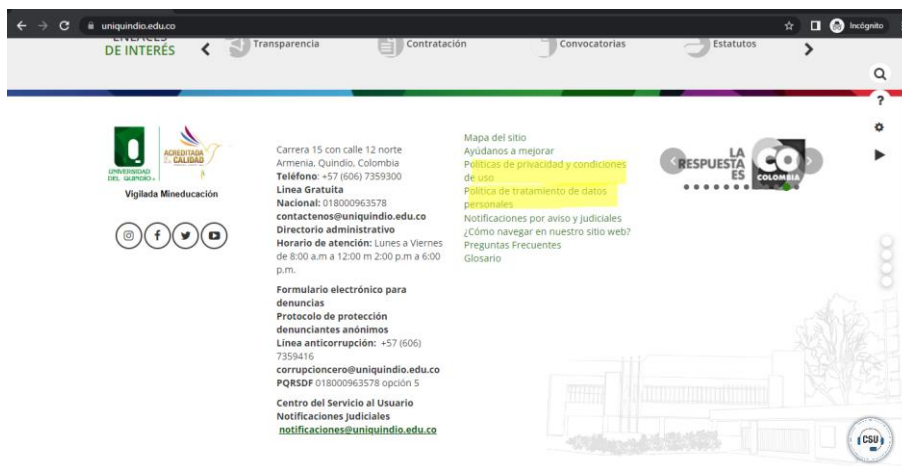 uniquindio.edu.co
Incógnito
ENLACES
DE INTERÉS
Transparencia
Contratación
Convocatorias
Estatutos
UNIVERSIDAD
DEL QUINDÍO
ACREDITADA
DE CALIDAD
Vigilada Mineducación
Carrera 15 con calle 12 norte
Armenia, Quindío, Colombia
Teléfono: +57 (606) 7359300
Linea Gratuita
Nacional: 018000963578
contactenos@uniquindio.edu.co
Directorio administrativo
Horario de atención: Lunes a Viernes
de 8:00 a.m a 12:00 m 2:00 p.m a 6:00
p.m.
Formulario electrónico para
denuncias
Protocolo de protección
denunciantes anónimos
Línea anticorrupción: +57 (606)
7359416
corrupcioncero@uniquindio.edu.co
PQRSDF 018000963578 opción 5
Centro del Servicio al Usuario
Notificaciones Judiciales
notificaciones@uniquindio.edu.co
Mapa del sitio
Ayúdanos a mejorar
Políticas de privacidad y condiciones
de uso
Política de tratamiento de datos
personales
Notificaciones por aviso y judiciales
¿Cómo navegar en nuestro sitio web?
Preguntas Frecuentes
Glosario
LA
RESPUESTA
ES
CO
COLOMBIA
CSU